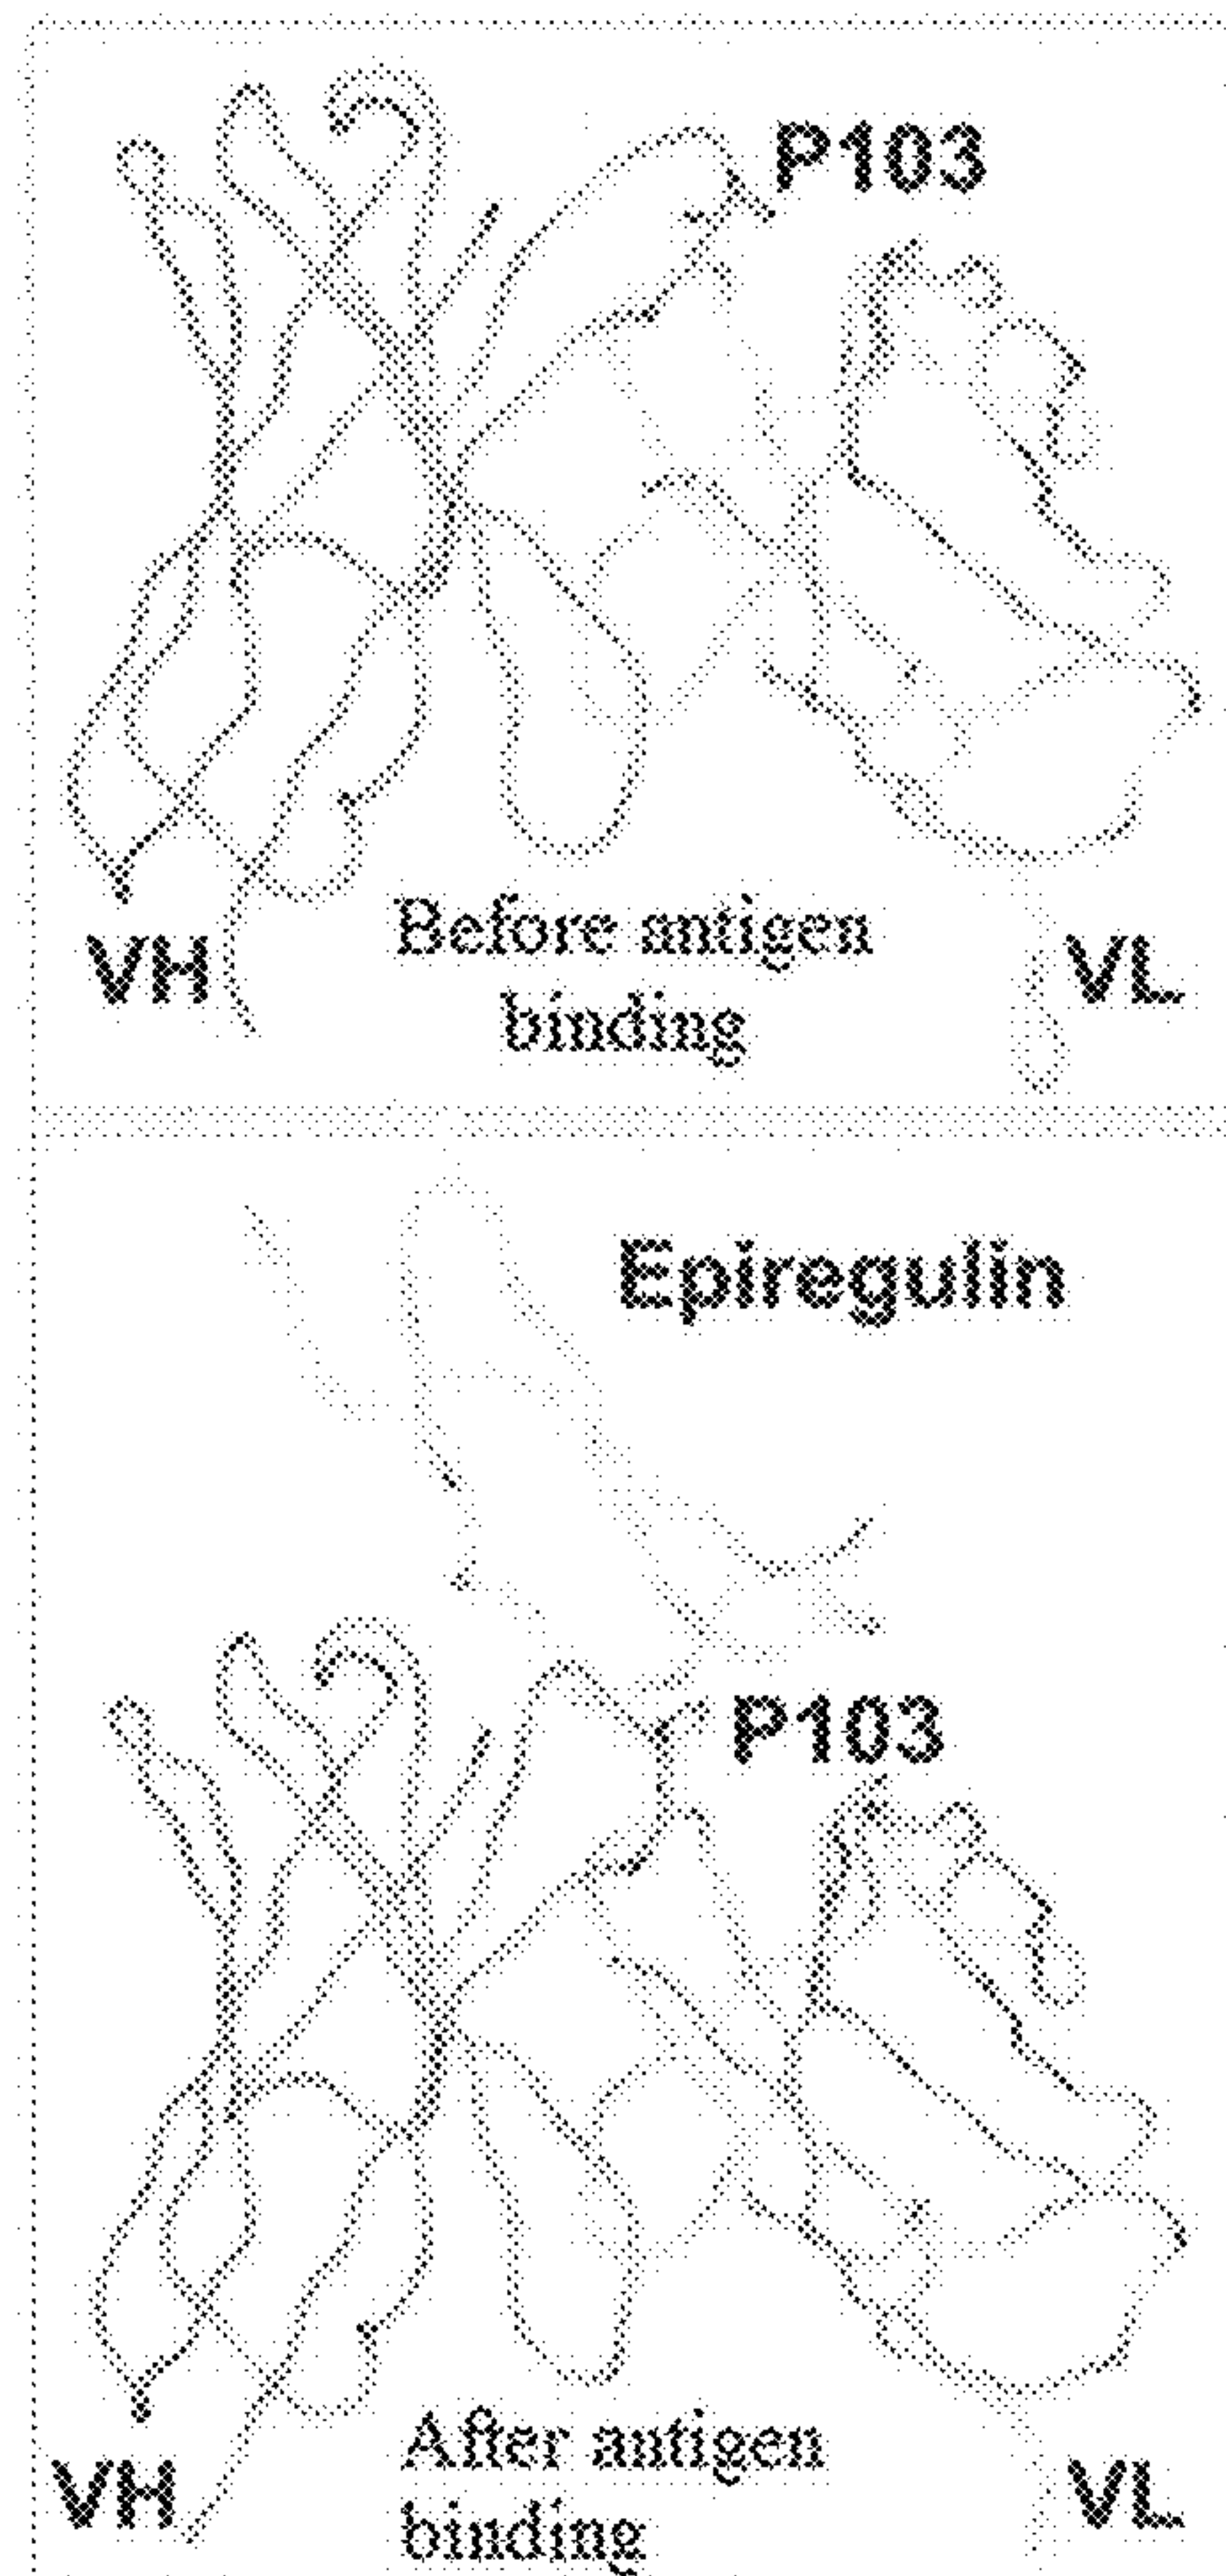 P103
Before antigen
binding
VH
VL
Epiregulin
P103
After antigen
binding
VH
VL